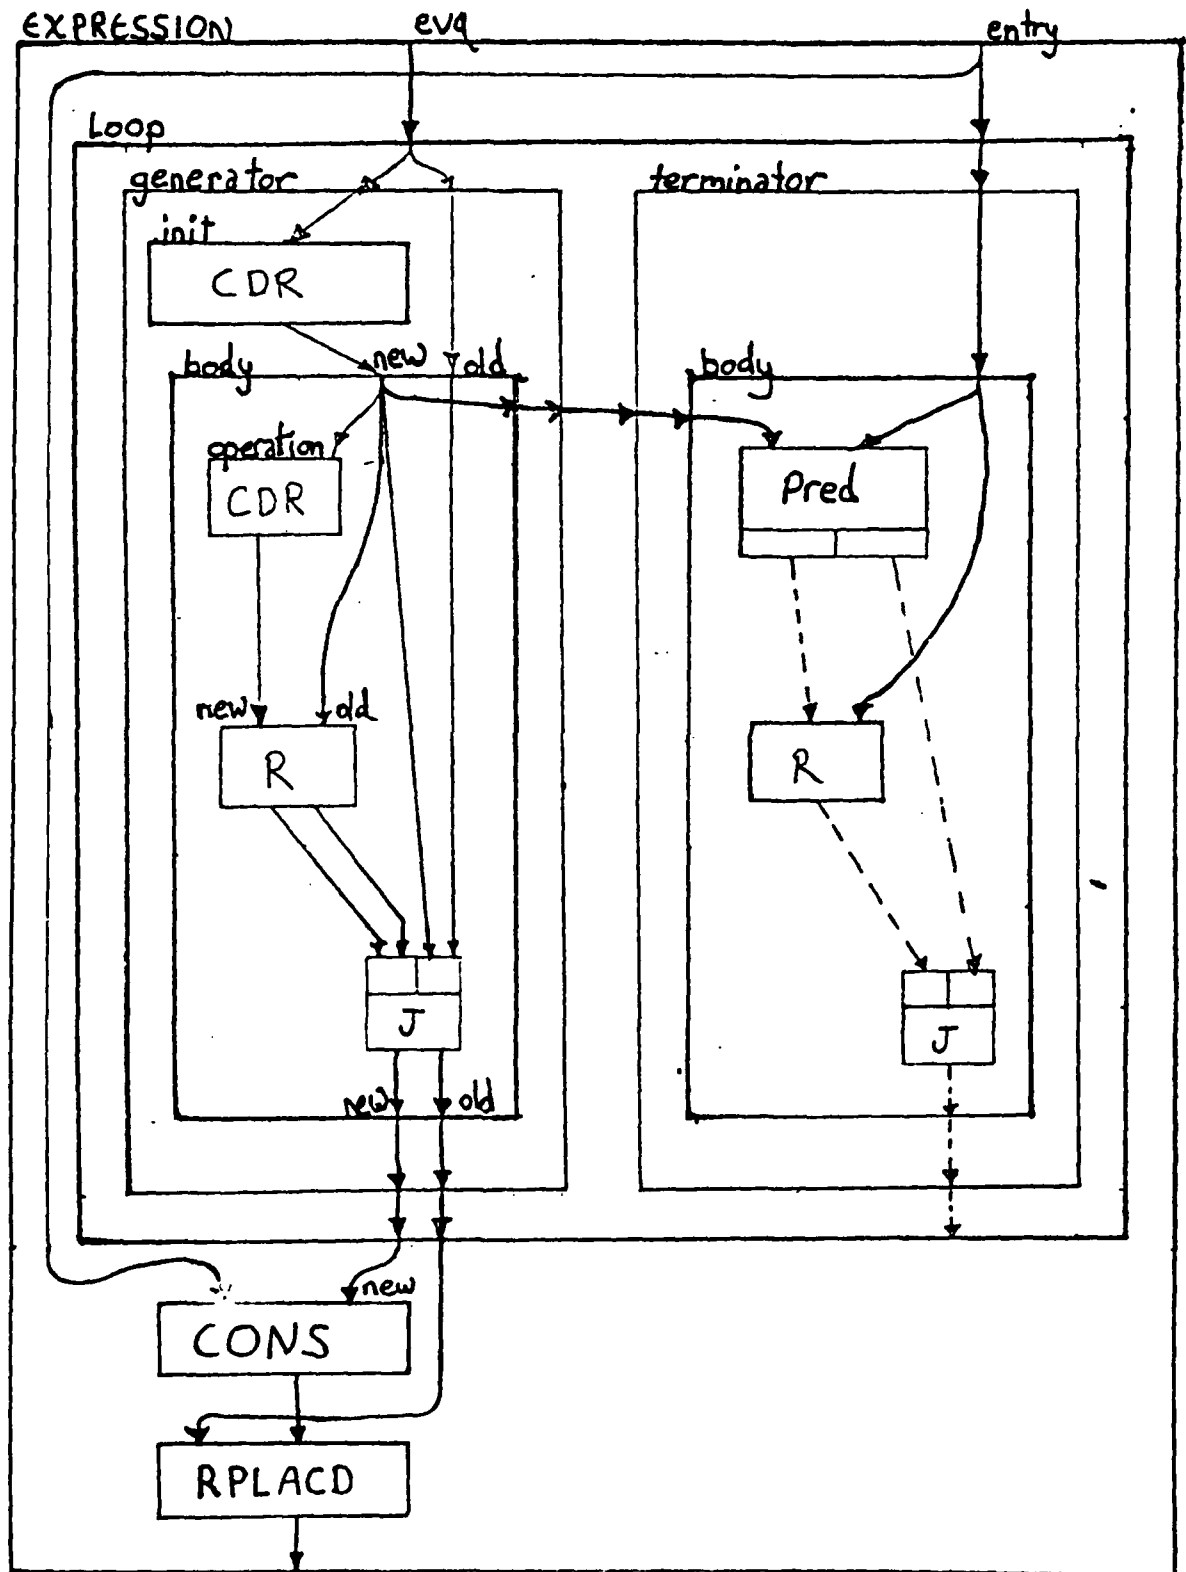 EXPRESSION
evq
entry
Loop
generator
terminator
init
CDR
body
new
old
body
operation
CDR
Pred
new
old
R
R
J
J
new
old
new
CONS
RPLACD